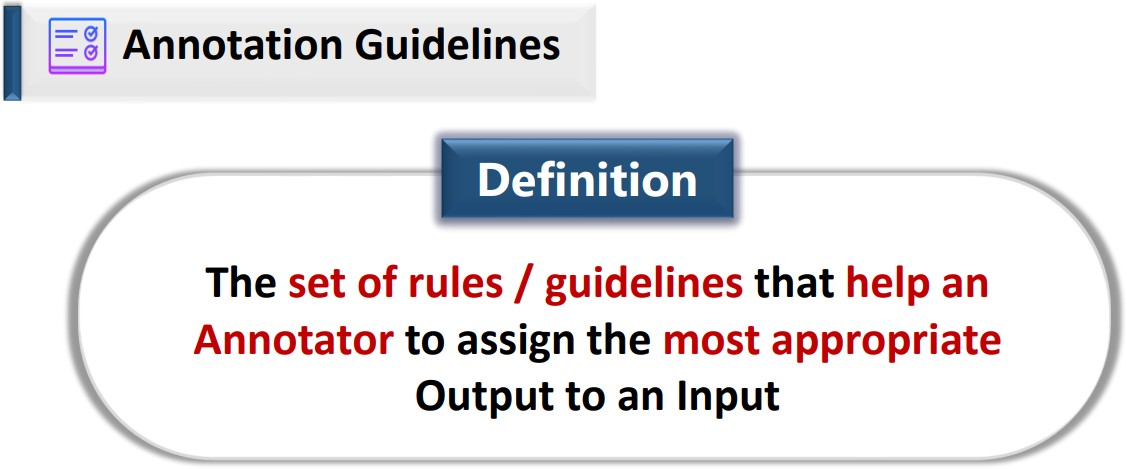 Annotation Guidelines
Definition
The set of rules / guidelines that help an
Annotator to assign the most appropriate
Output to an Input